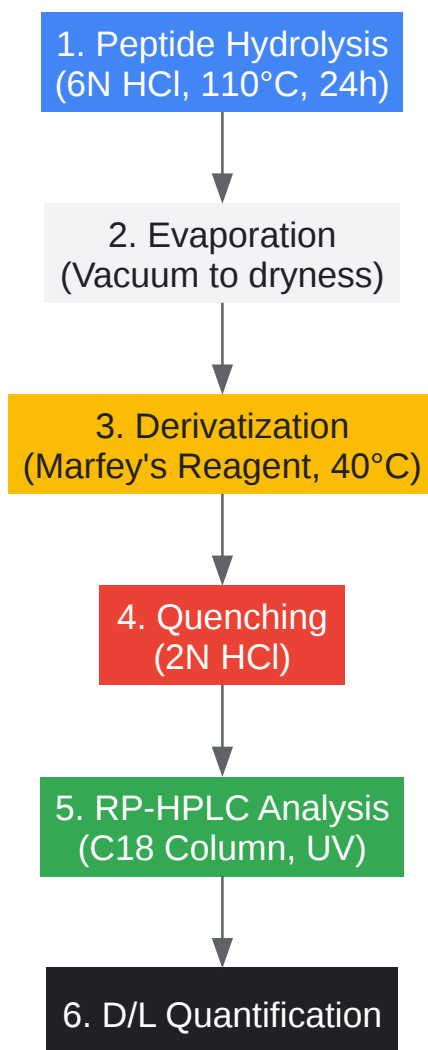 1. Peptide Hydrolysis
(6N HCl, 110°C, 24h)
2. Evaporation
(Vacuum to dryness)
3. Derivatization
(Marfey's Reagent, 40°C)
4. Quenching
(2N HCl)
5. RP-HPLC Analysis
(C18 Column, UV)
6. D/L Quantification